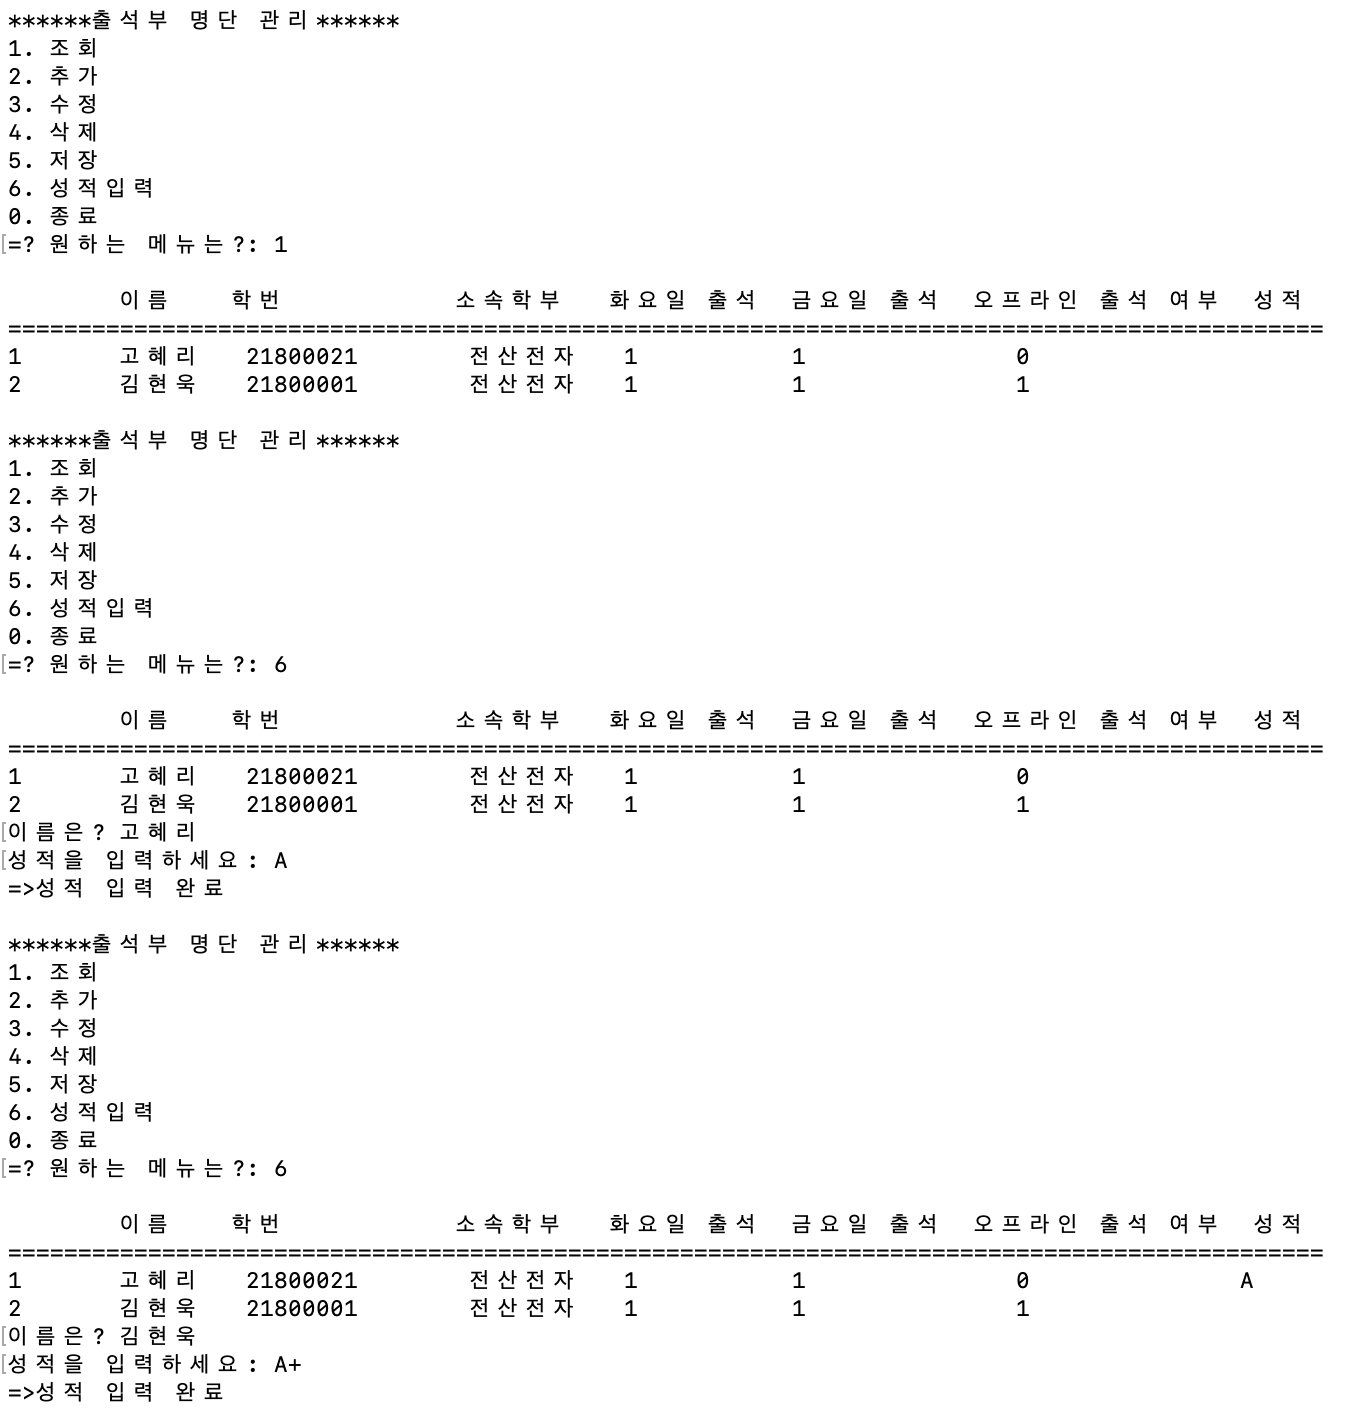 ******출석부 명단 관리******
1. 조회
2. 추가
3. 수정
4. 삭제
5. 저장
6. 성적입력
0. 종료
=? 원하는 메뉴는?: 1
이름 학번 소속학부 화요일 출석 금요일 출석 오프라인 출석 여부 성적
==============================================================================================
1 고혜리 21800021 전산전자 1 1 0
2 김현욱 21800001 전산전자 1 1 1
******출석부 명단 관리******
1. 조회
2. 추가
3. 수정
4. 삭제
5. 저장
6. 성적입력
0. 종료
=? 원하는 메뉴는?: 6
이름 학번 소속학부 화요일 출석 금요일 출석 오프라인 출석 여부 성적
==============================================================================================
1 고혜리 21800021 전산전자 1 1 0
2 김현욱 21800001 전산전자 1 1 1
이름은? 고혜리
성적을 입력하세요: A
=>성적 입력 완료
******출석부 명단 관리******
1. 조회
2. 추가
3. 수정
4. 삭제
5. 저장
6. 성적입력
0. 종료
=? 원하는 메뉴는?: 6
이름 학번 소속학부 화요일 출석 금요일 출석 오프라인 출석 여부 성적
==============================================================================================
1 고혜리 21800021 전산전자 1 1 0 A
2 김현욱 21800001 전산전자 1 1 1
이름은? 김현욱
성적을 입력하세요: A+
=>성적 입력 완료